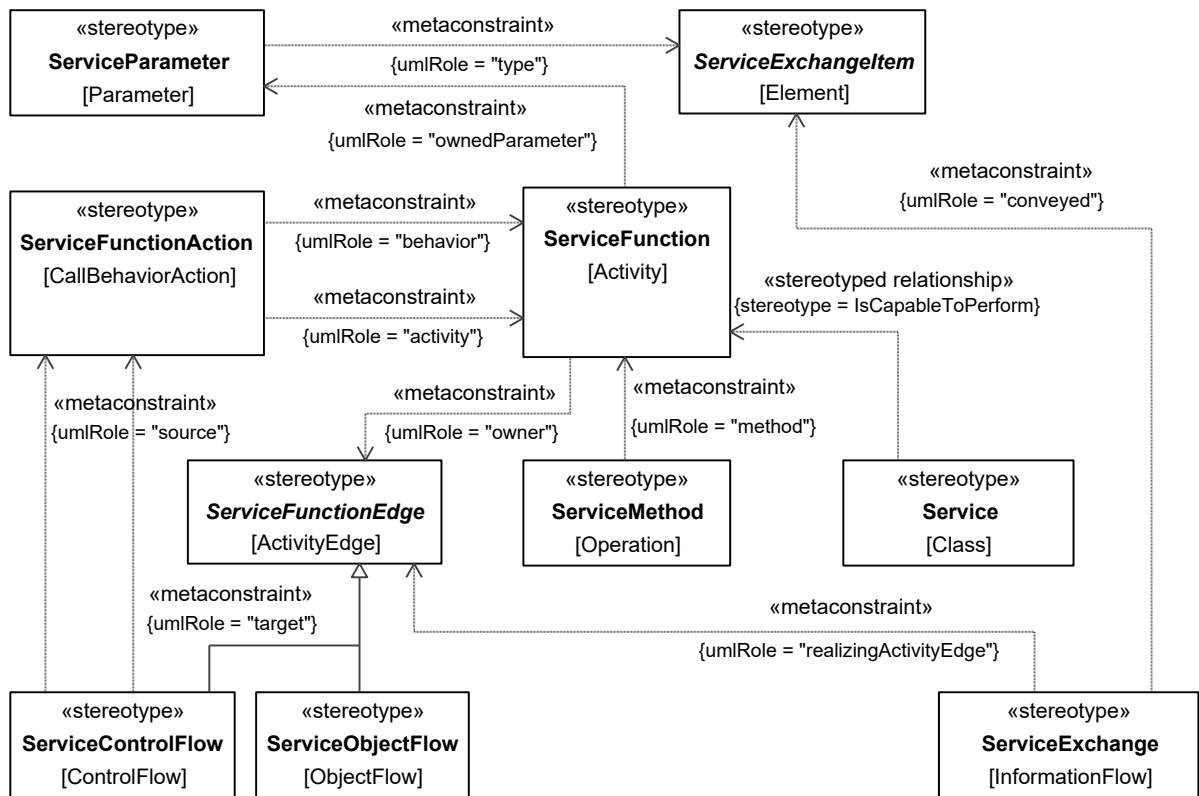 «stereotype»
ServiceParameter
[Parameter]
«metaconstraint»
{umlRole = "type"}
«stereotype»
ServiceExchangeItem
[Element]
«metaconstraint»
{umlRole = "ownedParameter"}
«metaconstraint»
{umlRole = "conveyed"}
«stereotype»
ServiceFunctionAction
[CallBehaviorAction]
«metaconstraint»
{umlRole = "behavior"}
«metaconstraint»
{umlRole = "activity"}
«stereotype»
ServiceFunction
[Activity]
«stereotyped relationship»
{stereotype = IsCapableToPerform}
«metaconstraint»
{umlRole = "source"}
«metaconstraint»
{umlRole = "owner"}
«metaconstraint»
{umlRole = "method"}
«stereotype»
ServiceFunctionEdge
[ActivityEdge]
«stereotype»
ServiceMethod
[Operation]
«stereotype»
Service
[Class]
«metaconstraint»
{umlRole = "target"}
«metaconstraint»
{umlRole = "realizingActivityEdge"}
«stereotype»
ServiceControlFlow
[ControlFlow]
«stereotype»
ServiceObjectFlow
[ObjectFlow]
«stereotype»
ServiceExchange
[InformationFlow]